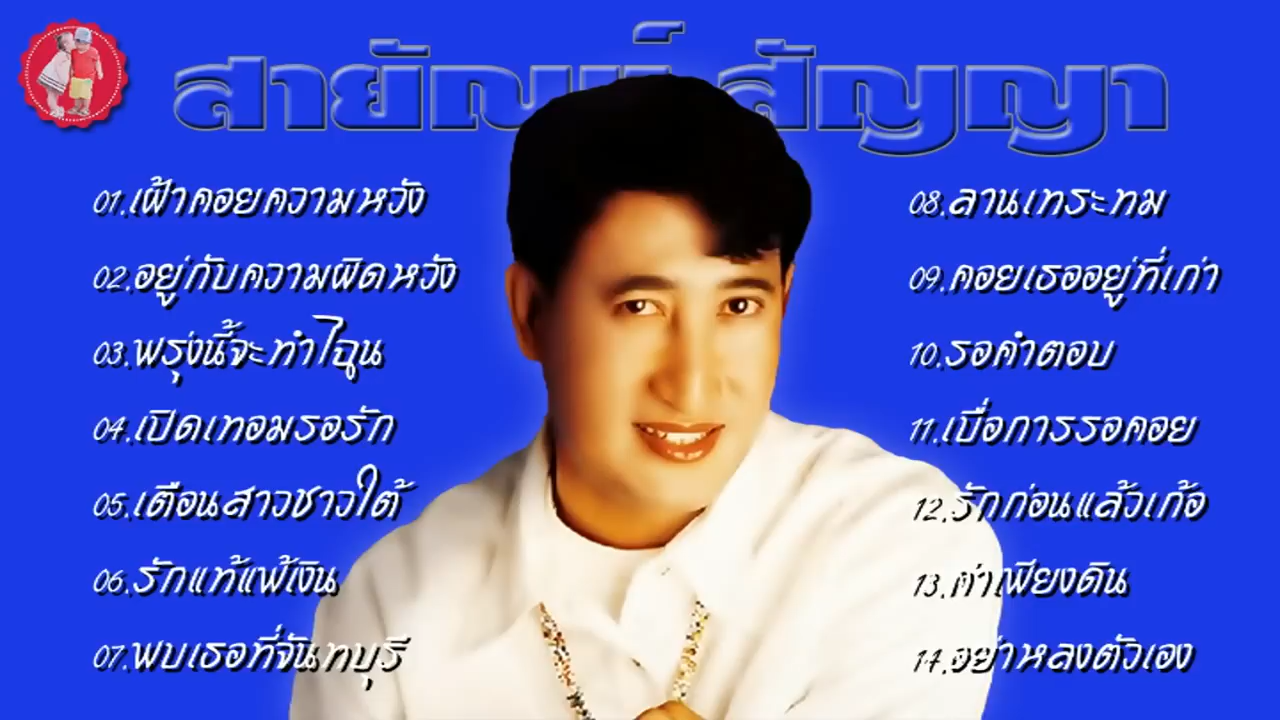 สายัณห์ สัญญา
01.เฝ้าคอยความหวัง
02.อยู่กับความผิดหวัง
03.พรุ่งนี้จะทำไฉน
04.เปิดเทอมรอรัก
05.เตือนสาวชาวใต้
06.รักแท้แพ้เงิน
07.พบเธอที่จันทบุรี
08.ลานเทระทม
09.คอยเธออยู่ที่เก่า
10.รอคำตอบ
11.เบื่อการรอคอย
12.รักก่อนแล้วเก้อ
13.ค่าเพียงดิน
14.อย่าหลงตัวเอง